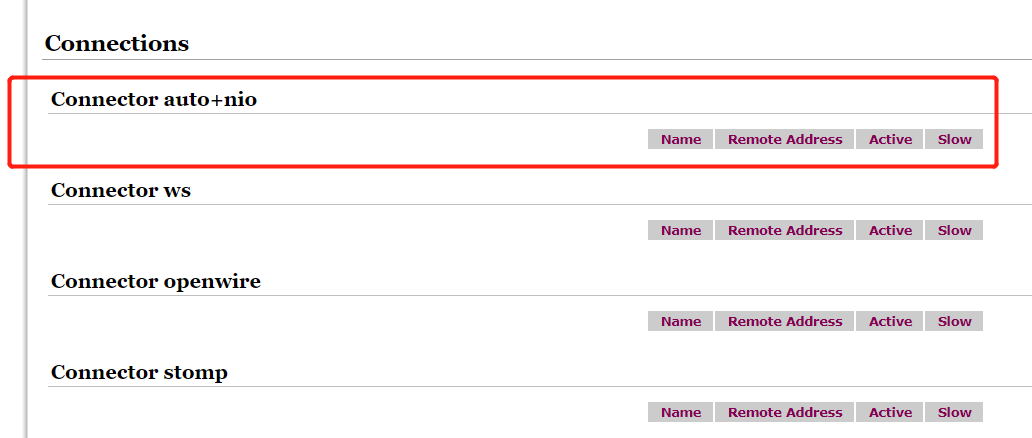 Connections
Connector auto+nio
Name Remote Address Active Slow
Connector ws
Name Remote Address Active Slow
Connector openwire
Name Remote Address Active Slow
Connector stomp
Name Remote Address Active Slow